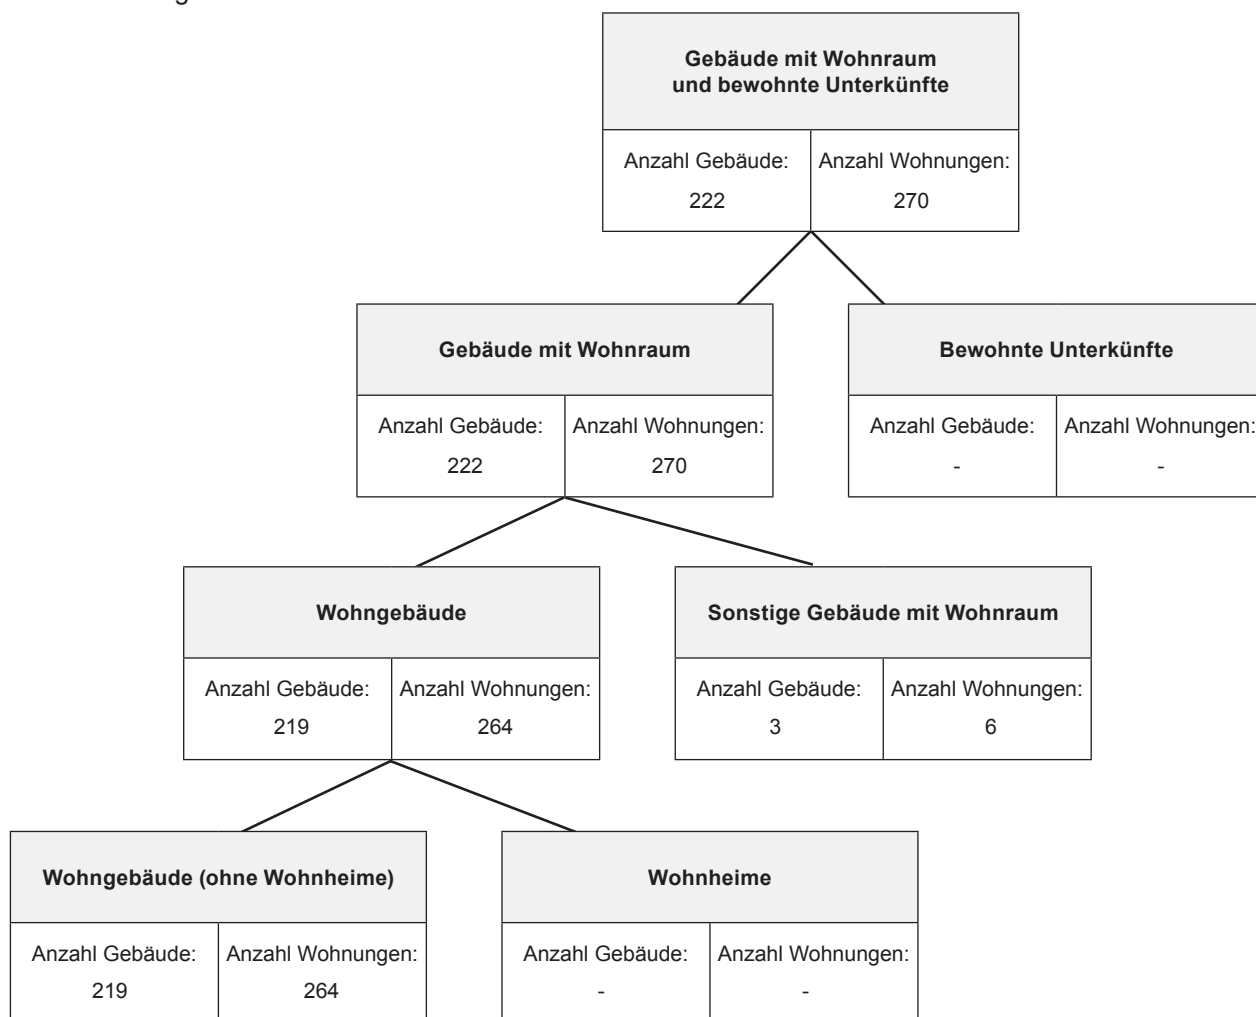 Gebäude mit Wohnraum
und bewohnte Unterkünfte
Anzahl Gebäude: Anzahl Wohnungen:
222 270
Gebäude mit Wohnraum Bewohnte Unterkünfte
Anzahl Gebäude: Anzahl Wohnungen: Anzahl Gebäude: Anzahl Wohnungen:
222 270 - -
Wohngebäude Sonstige Gebäude mit Wohnraum
Anzahl Gebäude: Anzahl Wohnungen: Anzahl Gebäude: Anzahl Wohnungen:
219 264 3 6
Wohngebäude (ohne Wohnheime) Wohnheime
Anzahl Gebäude: Anzahl Wohnungen: Anzahl Gebäude: Anzahl Wohnungen:
219 264 - -